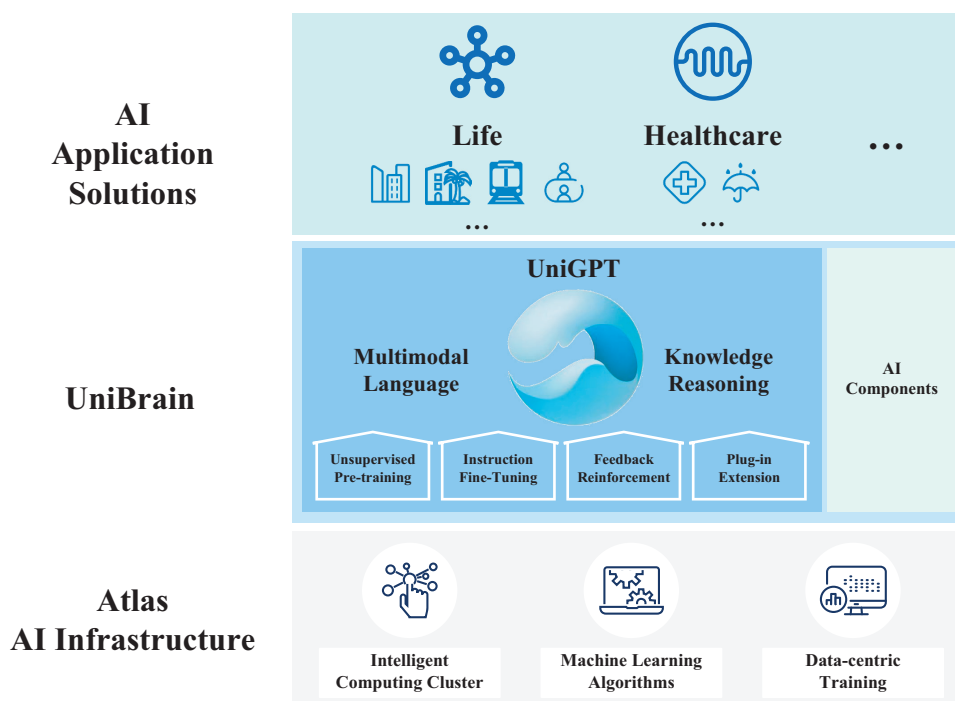 AI
Application
Solutions
Life
Healthcare
...
...
...
UniBrain
UniGPT
Multimodal
Language
Knowledge
Reasoning
Unsupervised
Pre-training
Instruction
Fine-Tuning
Feedback
Reinforcement
Plug-in
Extension
AI
Components
Atlas
AI Infrastructure
Intelligent
Computing Cluster
Machine Learning
Algorithms
Data-centric
Training